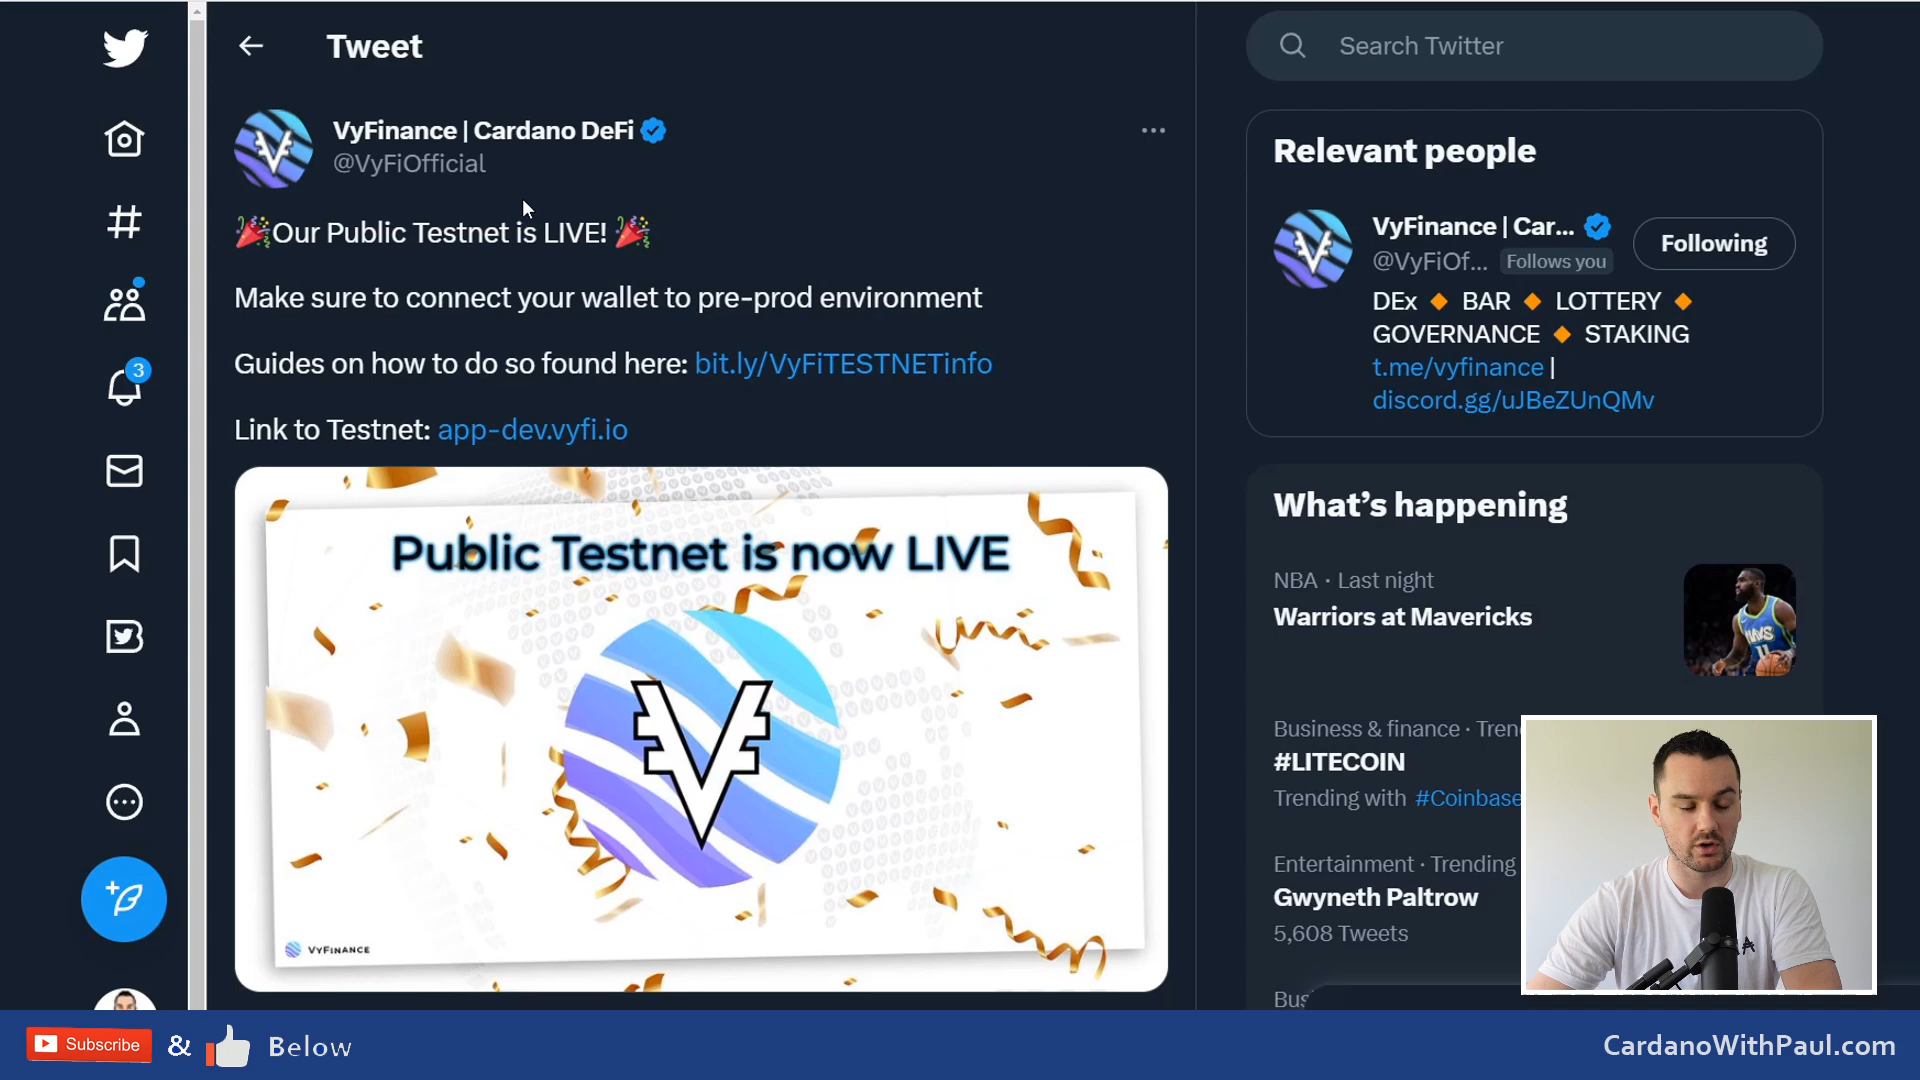 Tweet
VyFinance | Cardano DeFi
@VyFiOfficial
🎉Our Public Testnet is LIVE! 🎉
Make sure to connect your wallet to pre-prod environment
Guides on how to do so found here: bit.ly/VyFiTESTNETinfo
Link to Testnet: app-dev.vyfi.io
Public Testnet is now LIVE
VYFINANCE
3
Search Twitter
Relevant people
VyFinance | Car...
@VyFiOf... Follows you
Following
DEx 🔸 BAR 🔸 LOTTERY 🔸
GOVERNANCE 🔸 STAKING
t.me/vyfinance |
discord.gg/uJBeZUnQMv
What's happening
NBA · Last night
Warriors at Mavericks
MAVS
11
Business & finance · Tren
#LITECOIN
Trending with #Coinbase
Entertainment · Trending
Gwyneth Paltrow
5,608 Tweets
Bus
Subscribe & Below
CardanoWithPaul.com